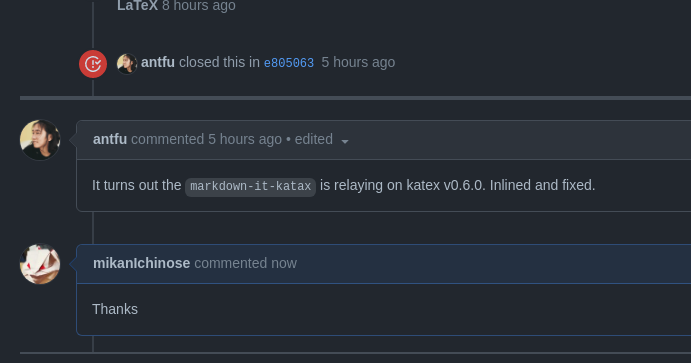 LaTeX 8 hours ago
antfu closed this in e805063 5 hours ago
antfu commented 5 hours ago • edited
It turns out the markdown-it-katax is relaying on katex v0.6.0. Inlined and fixed.
mikanIchinose commented now
Thanks